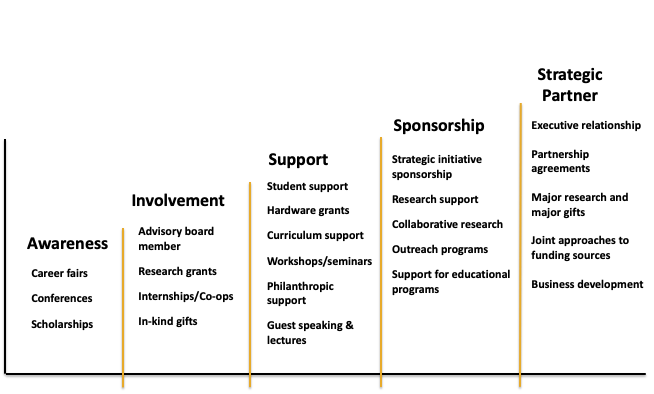 Awareness
Career fairs
Conferences
Scholarships
Involvement
Advisory board
member
Research grants
Internships/Co-ops
In-kind gifts
Support
Student support
Hardware grants
Curriculum support
Workshops/seminars
Philanthropic
support
Guest speaking &
lectures
Sponsorship
Strategic initiative
sponsorship
Research support
Collaborative research
Outreach programs
Support for educational
programs
Strategic
Partner
Executive relationship
Partnership
agreements
Major research and
major gifts
Joint approaches to
funding sources
Business development